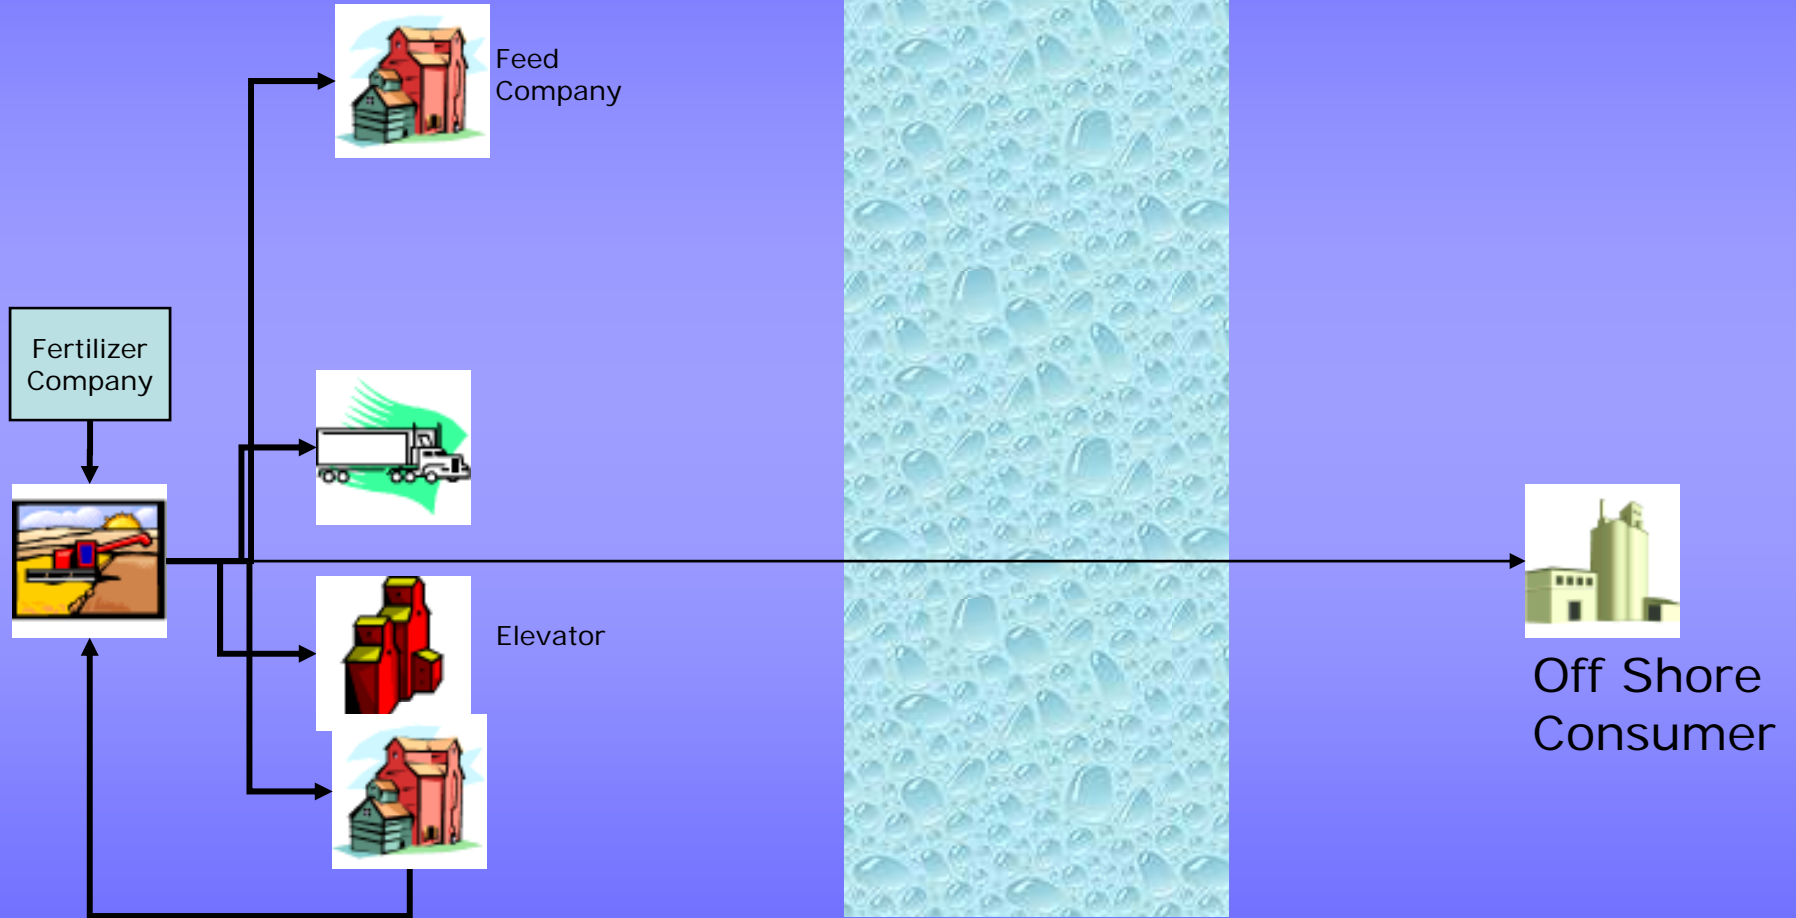 Feed
Company
Fertilizer
Company
Elevator
Off Shore
Consumer